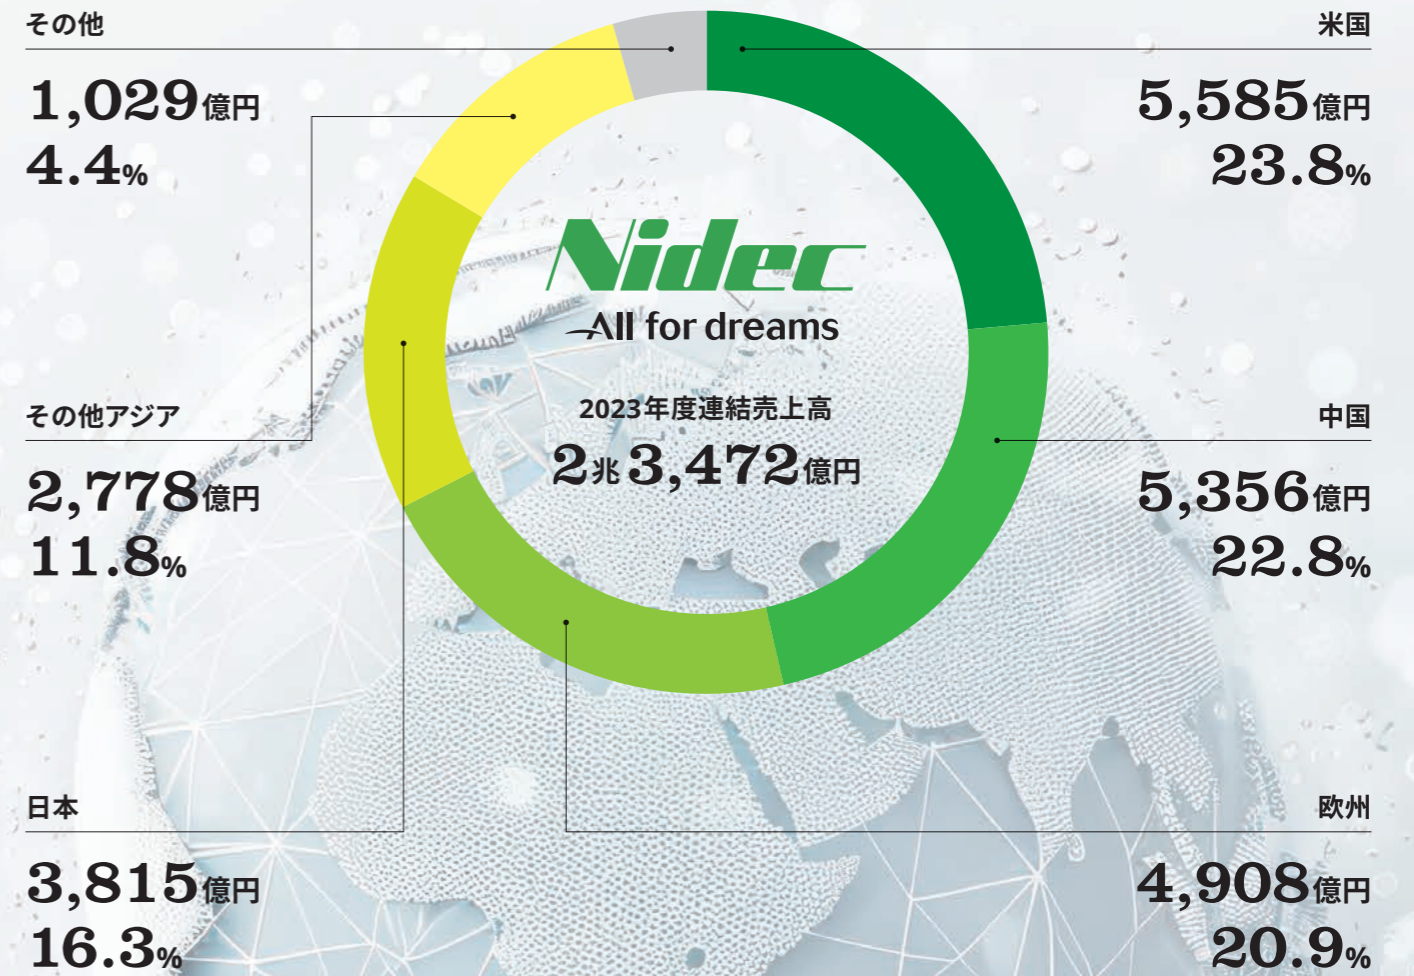 その他
1,029億円
4.4%
米国
5,585億円
23.8%
Nidec
All for dreams
2023年度連結売上高
2兆3,472億円
その他アジア
2,778億円
11.8%
中国
5,356億円
22.8%
日本
3,815億円
16.3%
欧州
4,908億円
20.9%